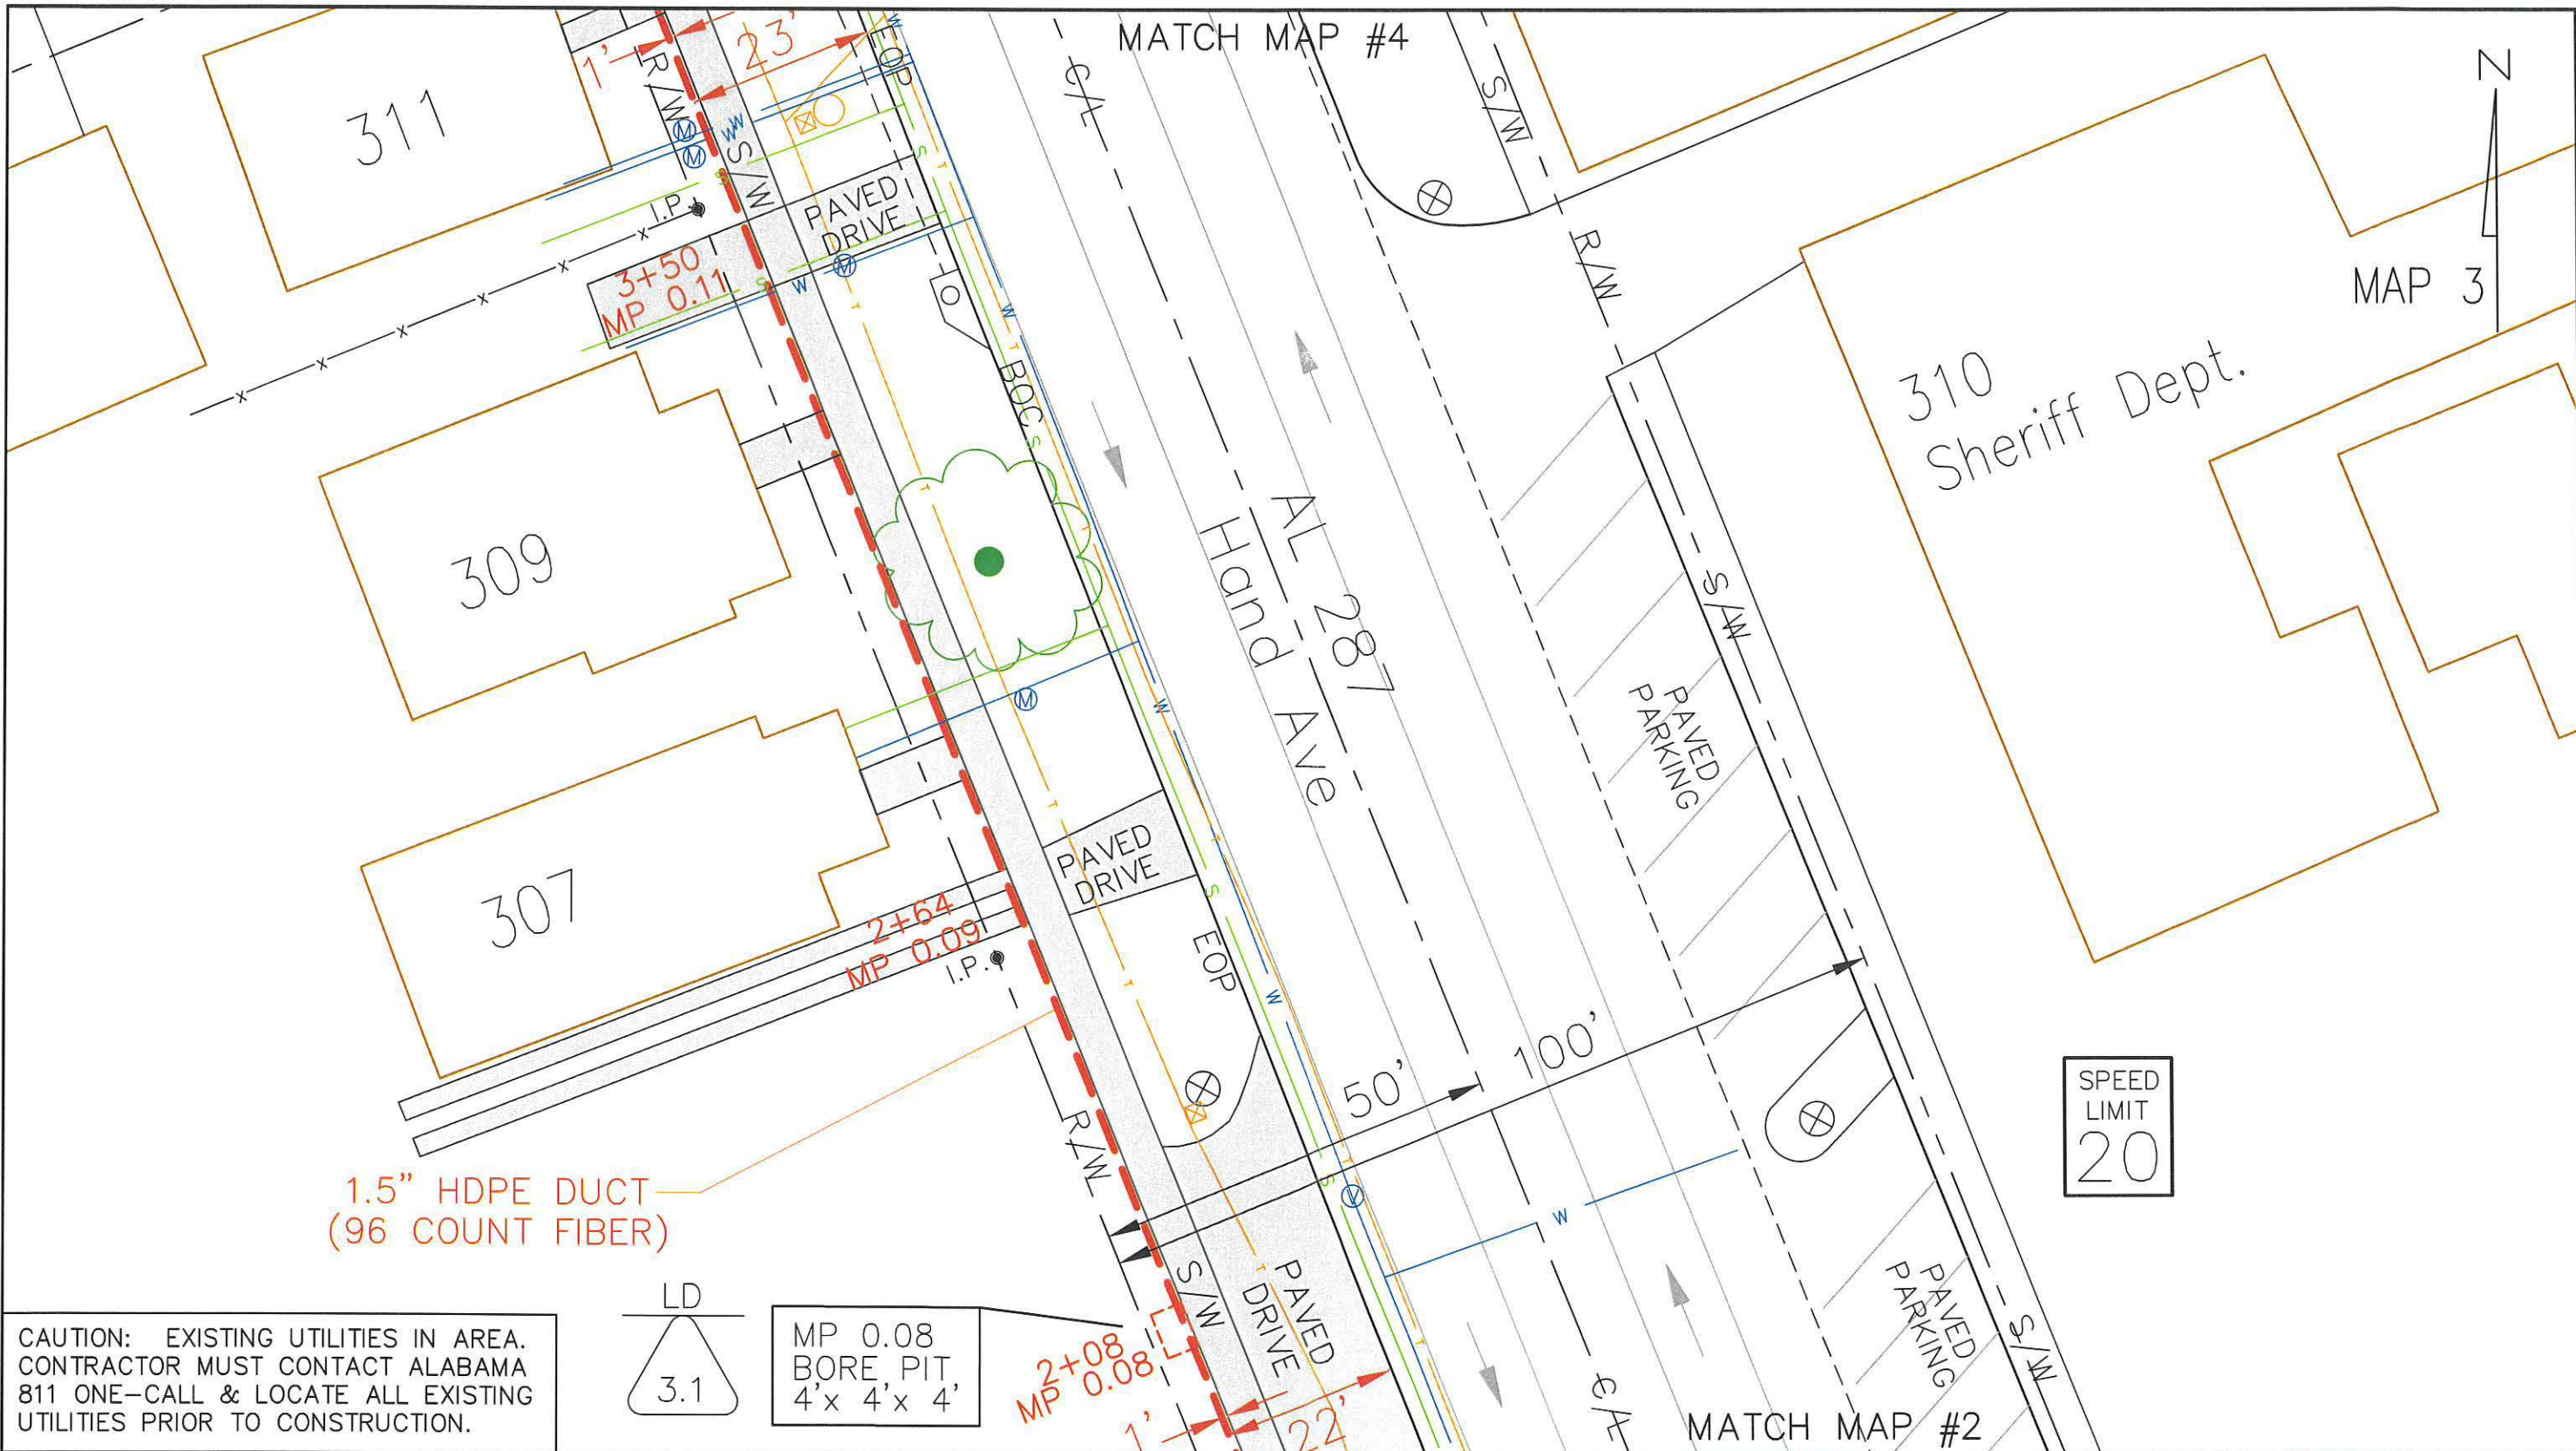 MATCH MAP #4
N
MAP 3
1'
23'
R/W
EOP
C/L
S/W
311
M
M
W
W
S/W
S
S
T
I.P.
PAVED
DRIVE
R/W
3+50
MP 0.11
S
W
M
T
W
T
BOC
S
310
Sheriff Dept.
309
T
T
AL 287
Hand Ave
S/W
M
W
PAVED
PARKING
T
PAVED
DRIVE
T
S
307
2+64
MP 0.09
I.P.
EOP
T
W
50'
100'
R/W
SPEED
LIMIT
20
1.5" HDPE DUCT
(96 COUNT FIBER)
T
S
V
W
S/W
T
PAVED
DRIVE
PAVED
PARKING
S/W
CAUTION: EXISTING UTILITIES IN AREA.
CONTRACTOR MUST CONTACT ALABAMA
811 ONE-CALL & LOCATE ALL EXISTING
UTILITIES PRIOR TO CONSTRUCTION.
LD
3.1
MP 0.08
BORE PIT
4'x 4'x 4'
2+08
MP 0.08
T
1'
22'
C/L
MATCH MAP #2